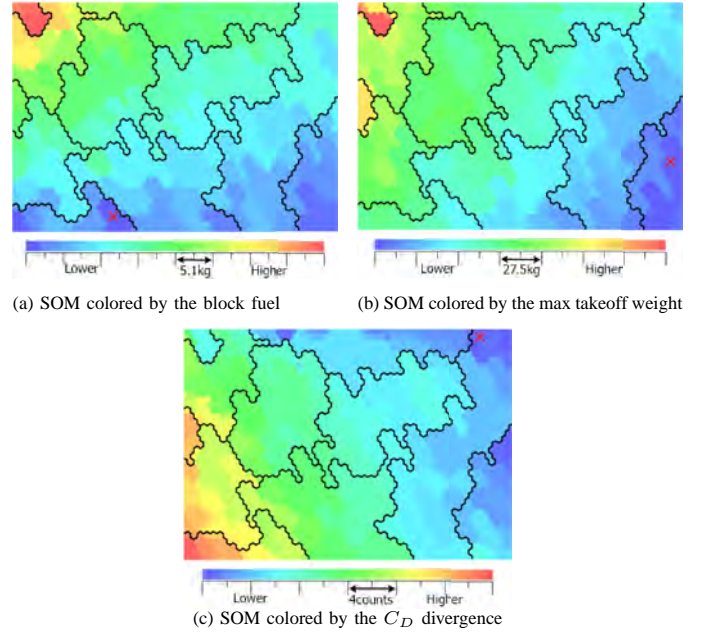 Lower 5.1kg Higher
Lower 27.5kg Higher
(a) SOM colored by the block fuel
(b) SOM colored by the max takeoff weight
Lower 4counts Higher
(c) SOM colored by the C_D divergence